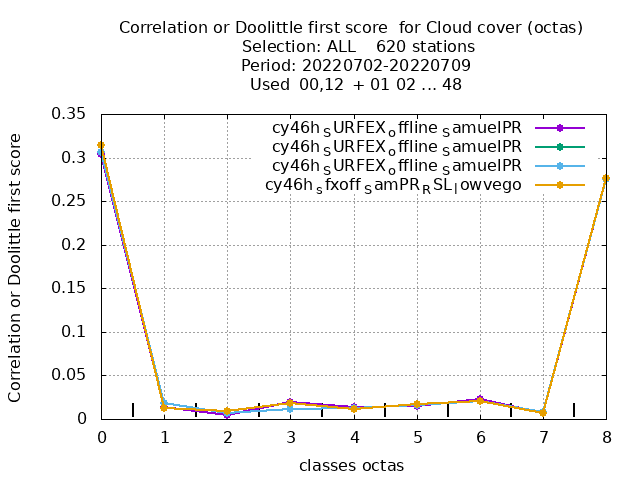 Correlation or Doolittle first score  for Cloud cover (octas)
Selection: ALL    620 stations
Period: 20220702-20220709
Used  00,12  + 01 02 ... 48
cy46h_SURFEX_offline_SamuelPR
cy46h_SURFEX_offline_SamuelPR
cy46h_SURFEX_offline_SamuelPR
cy46h_sfxoff_SamPR_RSL_lowvego
Correlation or Doolittle first score
0.35
0.3
0.25
0.2
0.15
0.1
0.05
0
0 1 2 3 4 5 6 7 8
classes octas